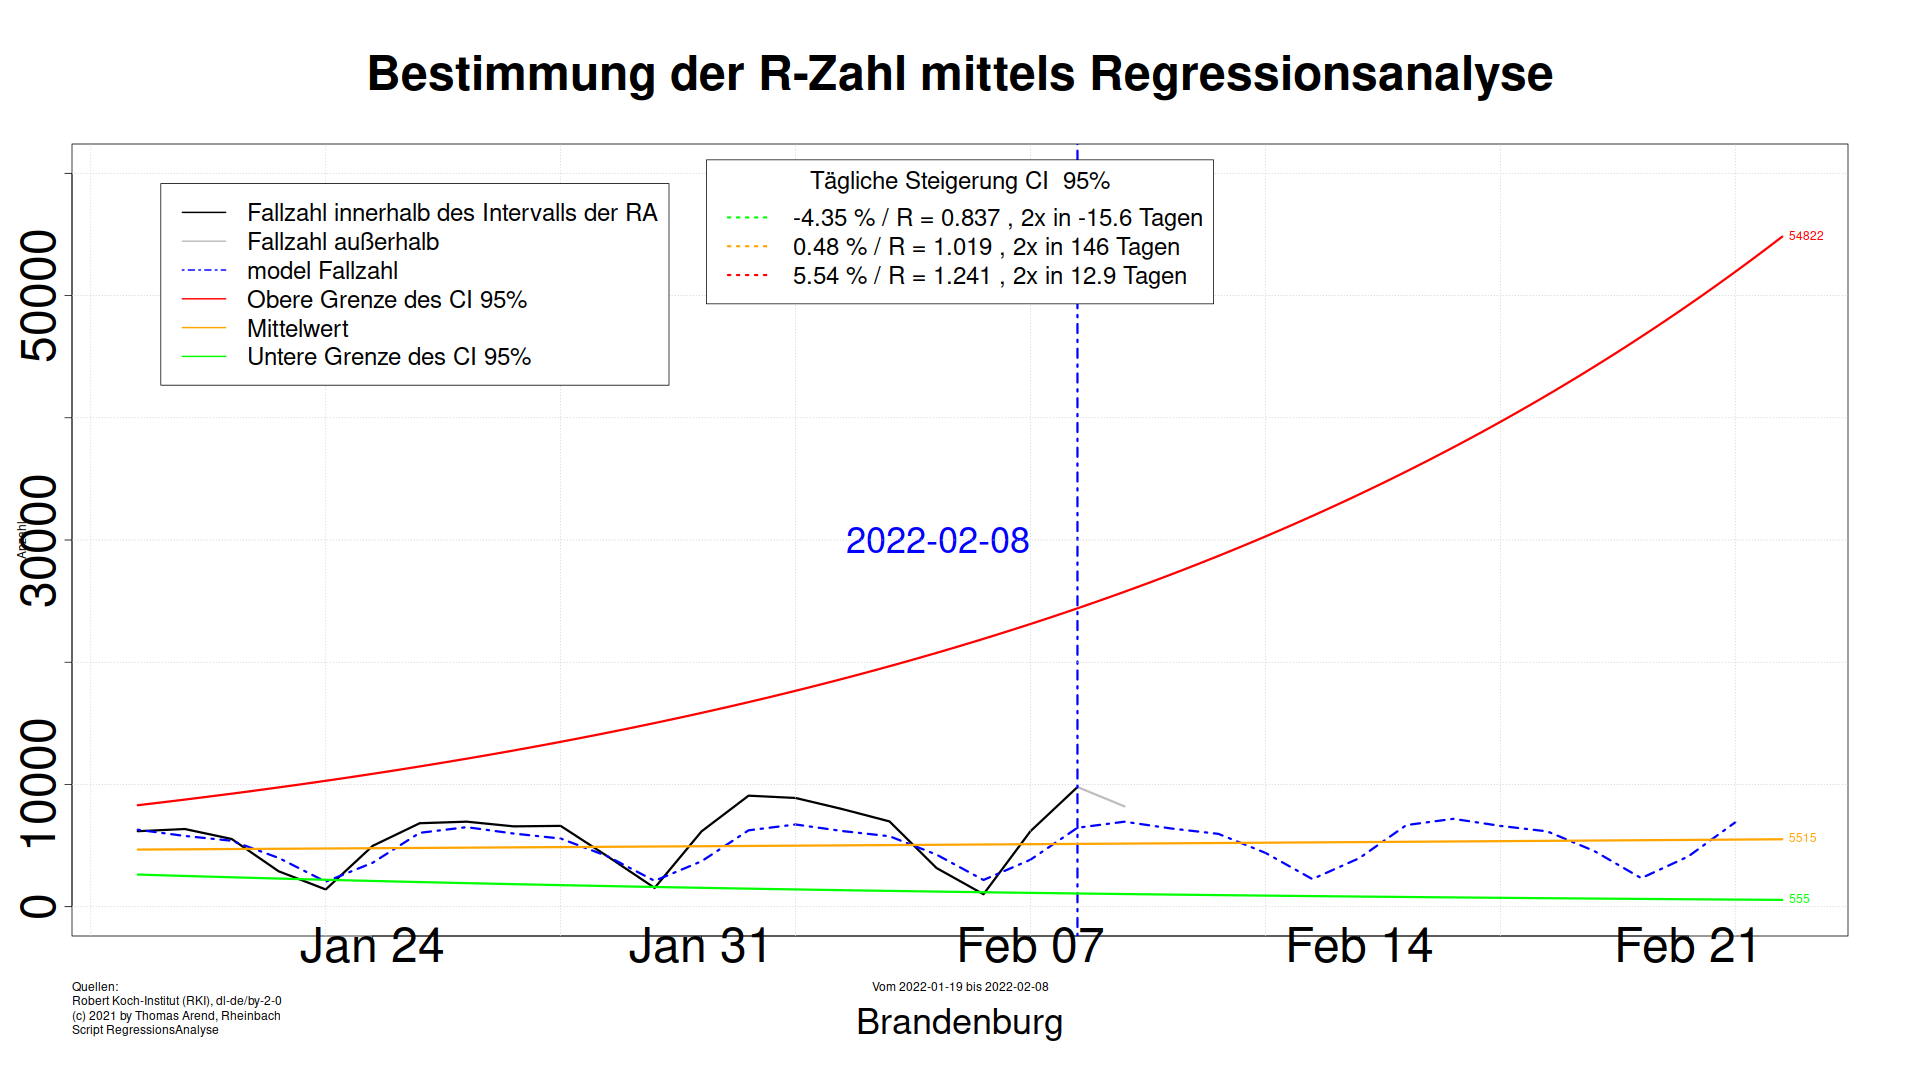 Bestimmung der R-Zahl mittels Regressionsanalyse
Fallzahl innerhalb des Intervalls der RA
Fallzahl außerhalb
model Fallzahl
Obere Grenze des CI 95%
Mittelwert
Untere Grenze des CI 95%
Tägliche Steigerung CI  95%
-4.35 % / R = 0.837 , 2x in -15.6 Tagen
0.48 % / R = 1.019 , 2x in 146 Tagen
5.54 % / R = 1.241 , 2x in 12.9 Tagen
54822
5515
555
2022-02-08
Anzahl
50000
30000
10000
0
Jan 24
Jan 31
Feb 07
Feb 14
Feb 21
Quellen:
Robert Koch-Institut (RKI), dl-de/by-2-0
(c) 2021 by Thomas Arend, Rheinbach
Script RegressionsAnalyse
Vom 2022-01-19 bis 2022-02-08
Brandenburg